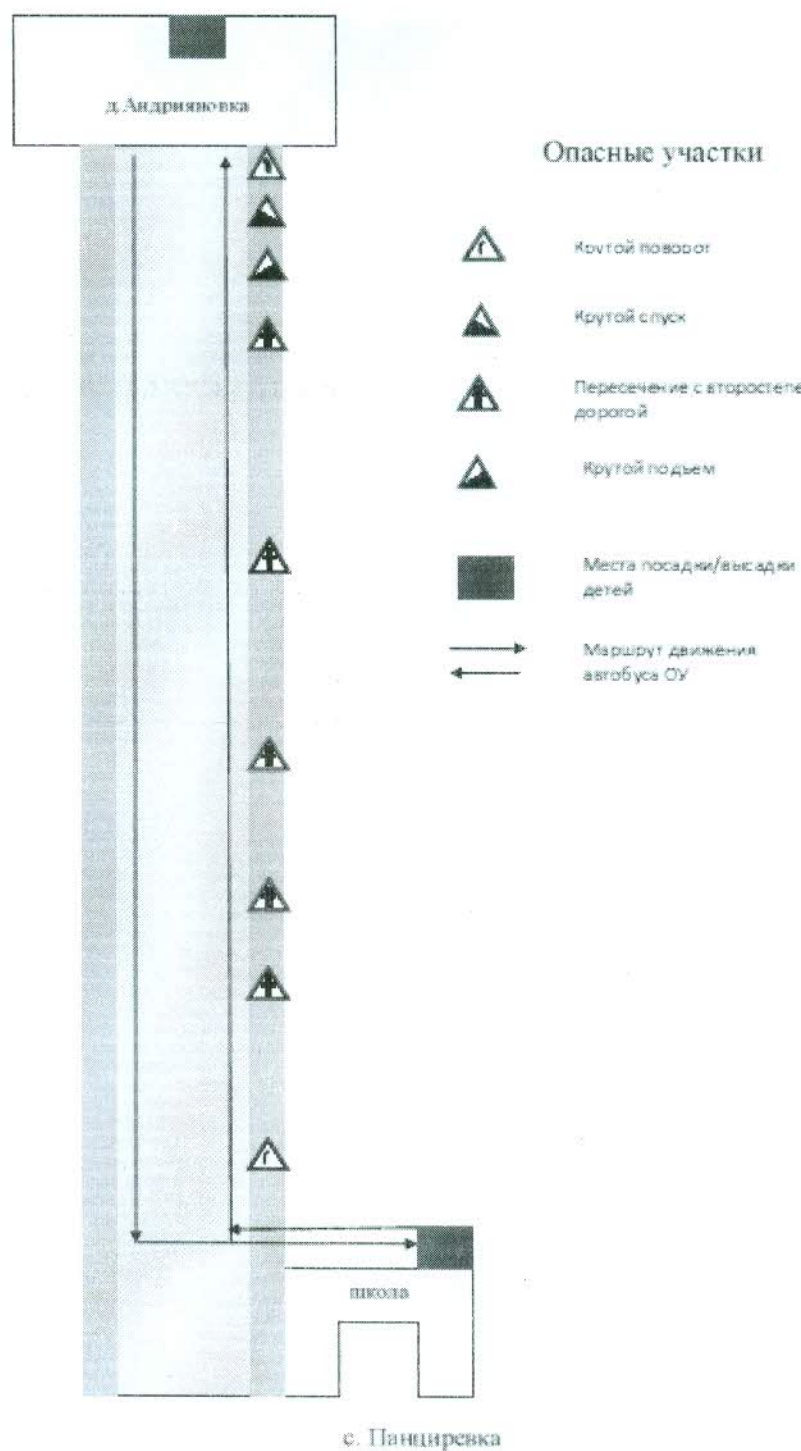 д.Андрияновка
Опасные участки
Крутой поворот
Крутой спуск
Пересечение с второстепе
дорогой
Крутой подъем
Места посадки/высадки
детей
Маршрут движения
автобуса ОУ
школа
с. Панциревка